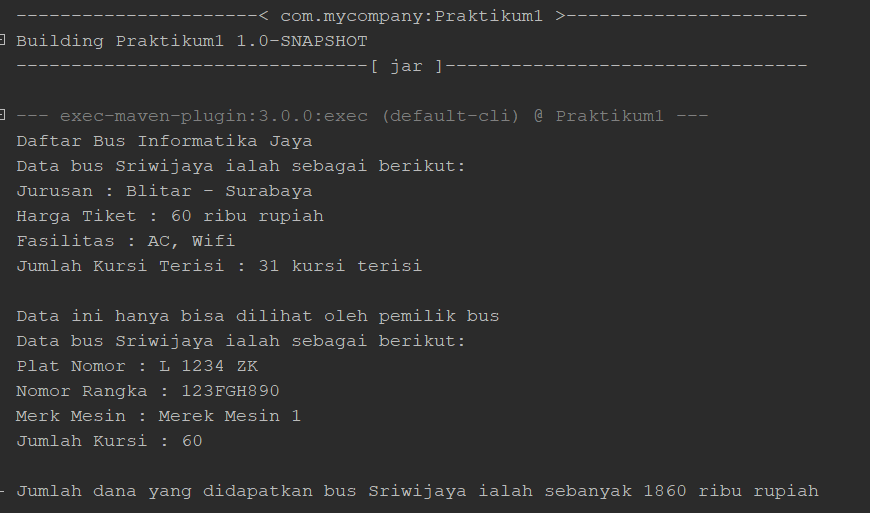 ----------------------< com.mycompany:Praktikum1 >----------------------
Building Praktikum1 1.0-SNAPSHOT
--------------------------------[ jar ]---------------------------------
--- exec-maven-plugin:3.0.0:exec (default-cli) @ Praktikum1 ---
Daftar Bus Informatika Jaya
Data bus Sriwijaya ialah sebagai berikut:
Jurusan : Blitar - Surabaya
Harga Tiket : 60 ribu rupiah
Fasilitas : AC, Wifi
Jumlah Kursi Terisi : 31 kursi terisi
Data ini hanya bisa dilihat oleh pemilik bus
Data bus Sriwijaya ialah sebagai berikut:
Plat Nomor : L 1234 ZK
Nomor Rangka : 123FGH890
Merk Mesin : Merek Mesin 1
Jumlah Kursi : 60
Jumlah dana yang didapatkan bus Sriwijaya ialah sebanyak 1860 ribu rupiah